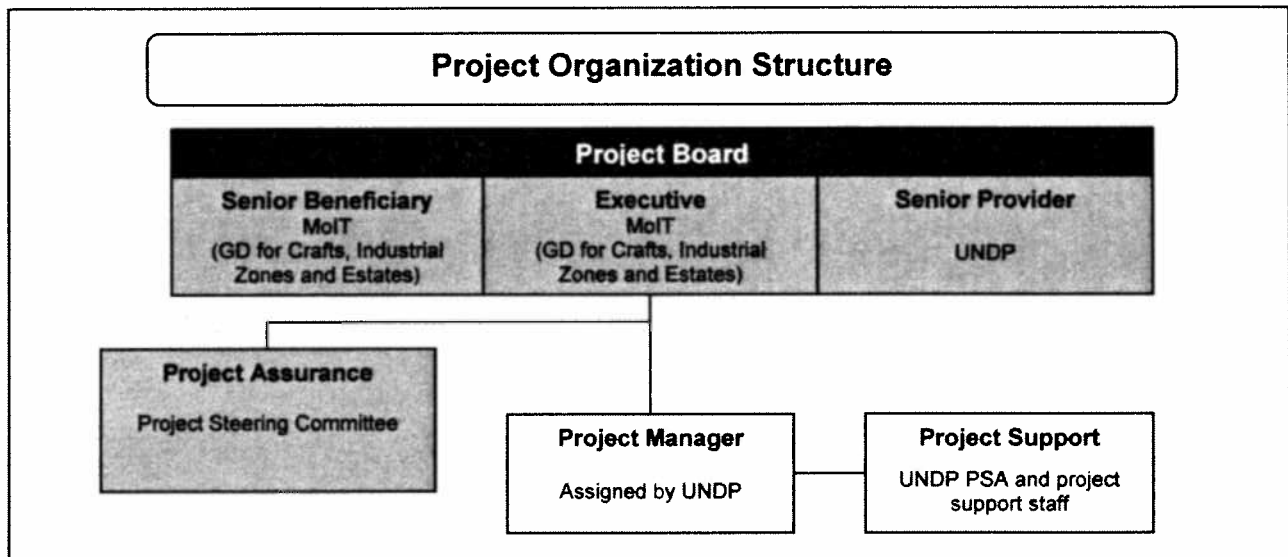 Project Organization Structure
Project Board
Senior Beneficiary
MoIT
(GD for Crafts, Industrial
Zones and Estates)
Executive
MoIT
(GD for Crafts, Industrial
Zones and Estates)
Senior Provider
UNDP
Project Assurance
Project Steering Committee
Project Manager
Assigned by UNDP
Project Support
UNDP PSA and project
support staff